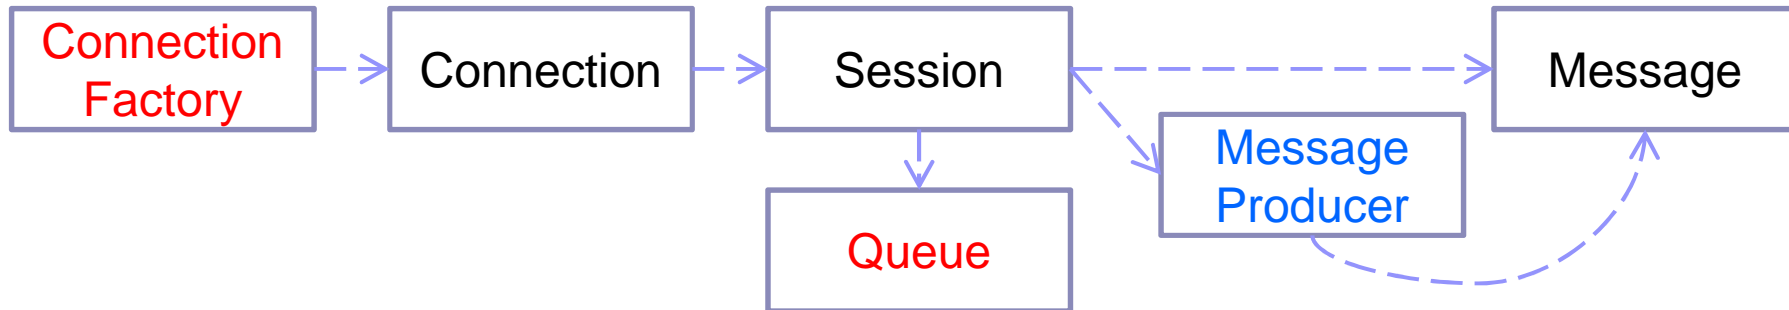 Connection
Factory
Connection
Session
Message
Message
Producer
Queue